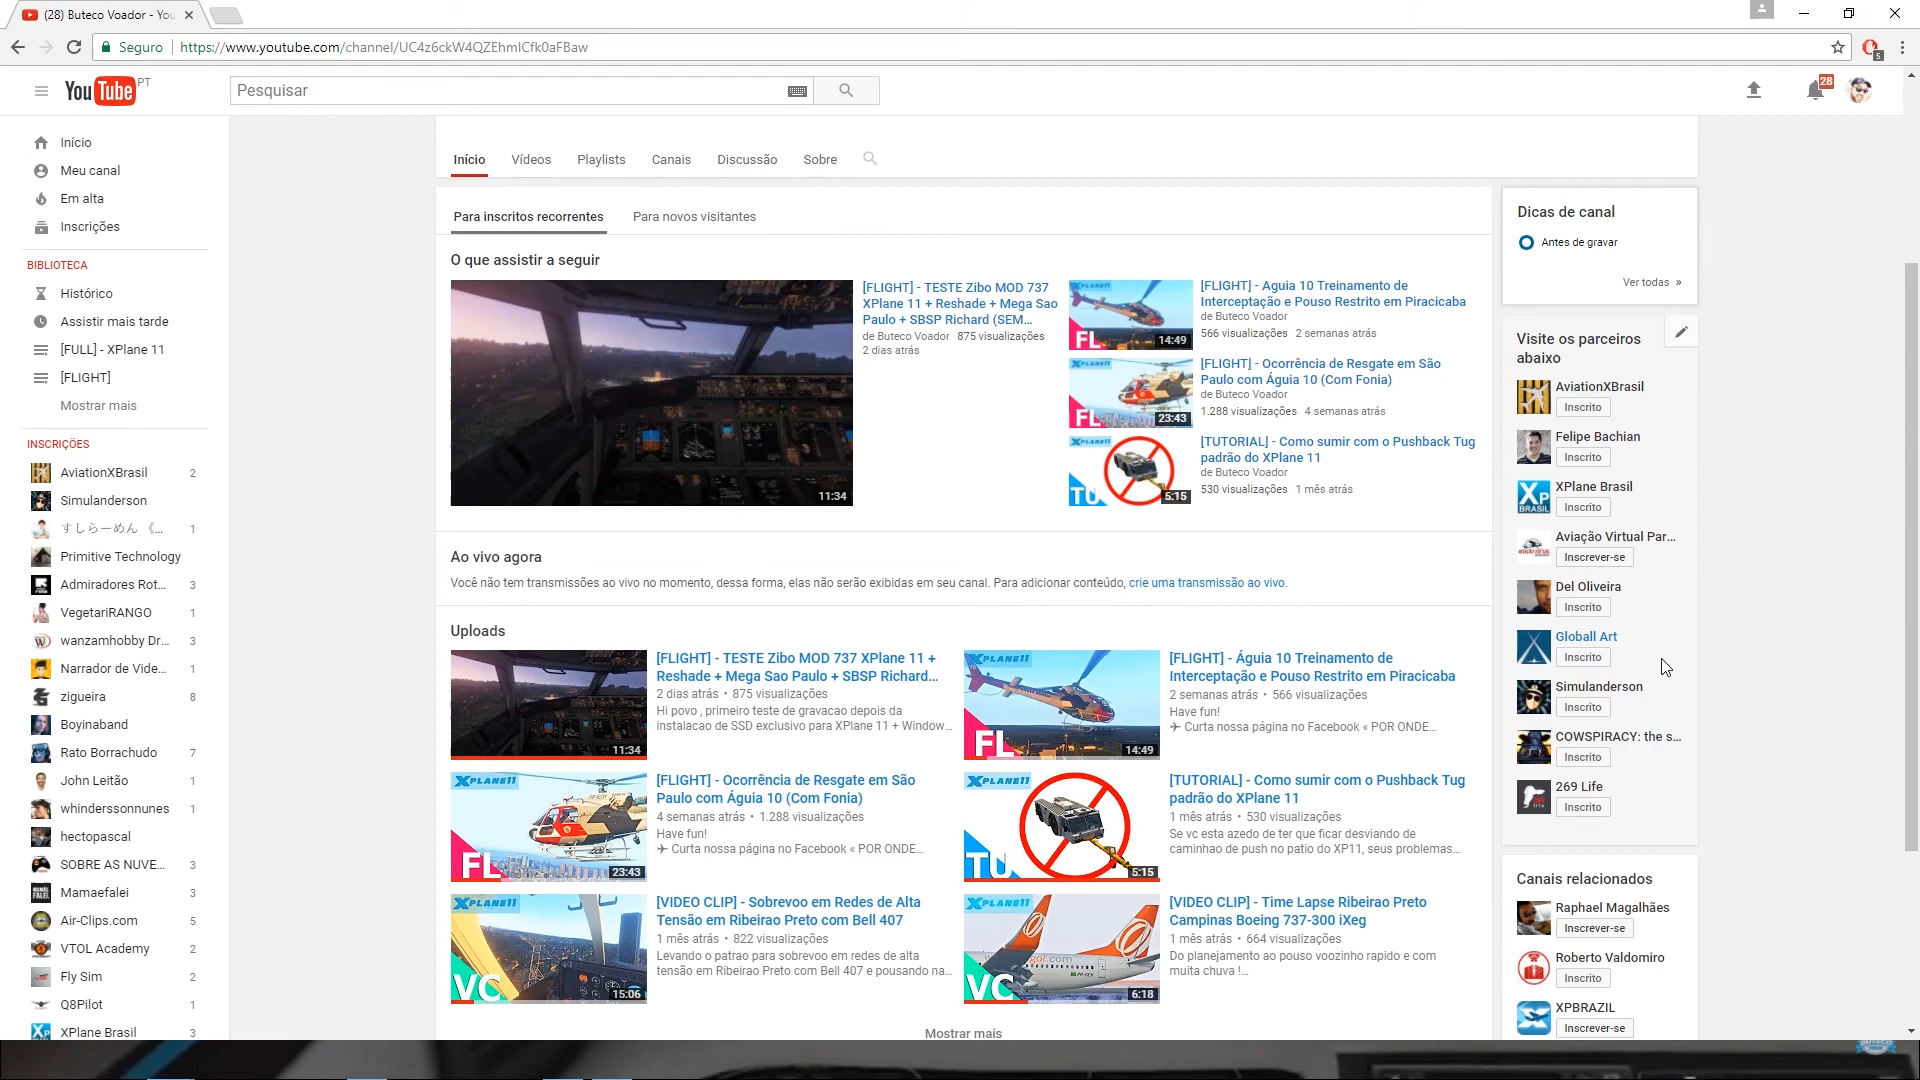 (28) Buteco Voador - You
Seguro
https://www.youtube.com/channel/UC4z6ckW4QZEhmlCfk0aFBaw
5
YouTube PT
Pesquisar
28
Início
Meu canal
Em alta
Inscrições
BIBLIOTECA
Histórico
Assistir mais tarde
[FULL] - XPlane 11
[FLIGHT]
Mostrar mais
INSCRIÇÕES
AviationXBrasil 2
Simulanderson
すしらーめん《... 1
Primitive Technology
Admiradores Rot... 3
VegetariRANGO 1
wanzamhobby Dr... 3
Narrador de Vide... 1
zigueira 8
Boyinaband
Rato Borrachudo 7
John Leitão 1
whinderssonnunes 1
hectopascal
SOBRE AS NUVE... 3
Mamaefalei 3
Air-Clips.com 5
VTOL Academy 2
Fly Sim 2
Q8Pilot 1
XPlane Brasil 3
Início Vídeos Playlists Canais Discussão Sobre
Para inscritos recorrentes Para novos visitantes
O que assistir a seguir
11:34
[FLIGHT] - TESTE Zibo MOD 737
XPlane 11 + Reshade + Mega Sao
Paulo + SBSP Richard (SEM...
de Buteco Voador 875 visualizações
2 dias atrás
XPLANE11
FL
14:49
[FLIGHT] - Aguia 10 Treinamento de
Interceptação e Pouso Restrito em Piracicaba
de Buteco Voador
566 visualizações 2 semanas atrás
XPLANE11
FL
23:43
[FLIGHT] - Ocorrência de Resgate em São
Paulo com Águia 10 (Com Fonia)
de Buteco Voador
1.288 visualizações 4 semanas atrás
XPLANE11
TU
5:15
[TUTORIAL] - Como sumir com o Pushback Tug
padrão do XPlane 11
de Buteco Voador
530 visualizações 1 mês atrás
Ao vivo agora
Você não tem transmissões ao vivo no momento, dessa forma, elas não serão exibidas em seu canal. Para adicionar conteúdo, crie uma transmissão ao vivo.
Uploads
11:34
[FLIGHT] - TESTE Zibo MOD 737 XPlane 11 +
Reshade + Mega Sao Paulo + SBSP Richard...
2 dias atrás • 875 visualizações
Hi povo , primeiro teste de gravacao depois da
instalacao de SSD exclusivo para XPlane 11 + Window...
XPLANE11
FL
14:49
[FLIGHT] - Águia 10 Treinamento de
Interceptação e Pouso Restrito em Piracicaba
2 semanas atrás • 566 visualizações
Have fun!
✈ Curta nossa página no Facebook « POR ONDE...
XPLANE11
FL
23:43
[FLIGHT] - Ocorrência de Resgate em São
Paulo com Águia 10 (Com Fonia)
4 semanas atrás • 1.288 visualizações
Have fun!
✈ Curta nossa página no Facebook « POR ONDE...
XPLANE11
TU
5:15
[TUTORIAL] - Como sumir com o Pushback Tug
padrão do XPlane 11
1 mês atrás • 530 visualizações
Se vc esta azedo de ter que ficar desviando de
caminhao de push no patio do XP11, seus problemas...
XPLANE11
VC
15:06
[VIDEO CLIP] - Sobrevoo em Redes de Alta
Tensão em Ribeirao Preto com Bell 407
1 mês atrás • 822 visualizações
Levando o patrao para sobrevoo em redes de alta
tensão em Ribeirao Preto com Bell 407 e pousando na...
XPLANE11
VC
6:18
[VIDEO CLIP] - Time Lapse Ribeirao Preto
Campinas Boeing 737-300 iXeg
1 mês atrás • 664 visualizações
Do planejamento ao pouso voozinho rapido e com
muita chuva !...
Mostrar mais
Dicas de canal
Antes de gravar
Ver todas »
Visite os parceiros
abaixo
AviationXBrasil
Inscrito
Felipe Bachian
Inscrito
XPlane Brasil
Inscrito
Aviação Virtual Par...
Inscrever-se
Del Oliveira
Inscrito
Globall Art
Inscrito
Simulanderson
Inscrito
COWSPIRACY: the s...
Inscrito
269 Life
Inscrito
Canais relacionados
Raphael Magalhães
Inscrever-se
Roberto Valdomiro
Inscrito
XPBRAZIL
Inscrever-se